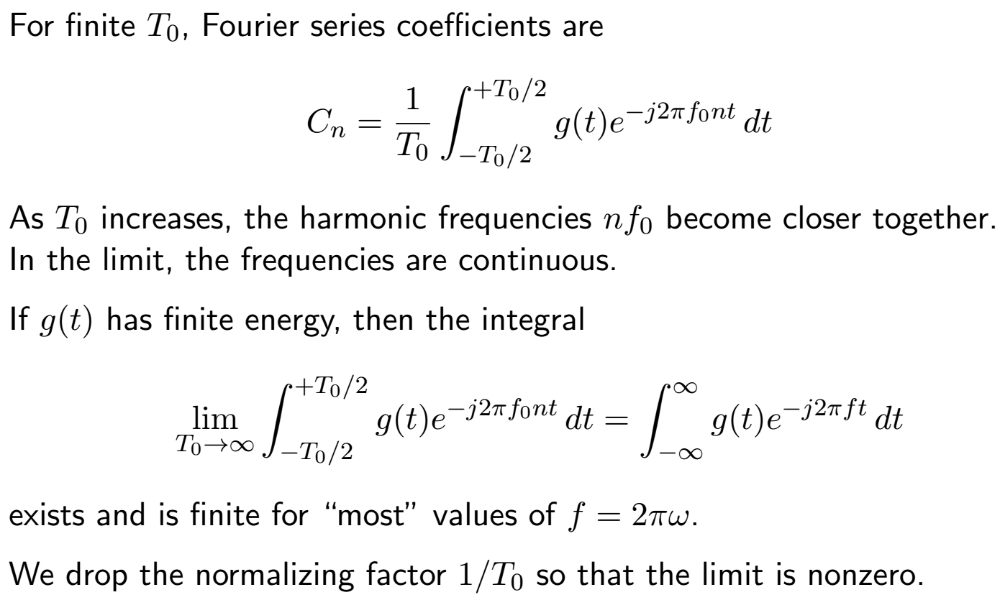 For finite $T_0$, Fourier series coefficients are
$$C_n = \frac{1}{T_0} \int_{-T_0/2}^{+T_0/2} g(t)e^{-j2\pi f_0 nt}\, dt$$
As $T_0$ increases, the harmonic frequencies $nf_0$ become closer together.
In the limit, the frequencies are continuous.
If $g(t)$ has finite energy, then the integral
$$\lim_{T_0 \to \infty} \int_{-T_0/2}^{+T_0/2} g(t)e^{-j2\pi f_0 nt}\, dt = \int_{-\infty}^{\infty} g(t)e^{-j2\pi ft}\, dt$$
exists and is finite for “most” values of $f = 2\pi\omega$.
We drop the normalizing factor $1/T_0$ so that the limit is nonzero.